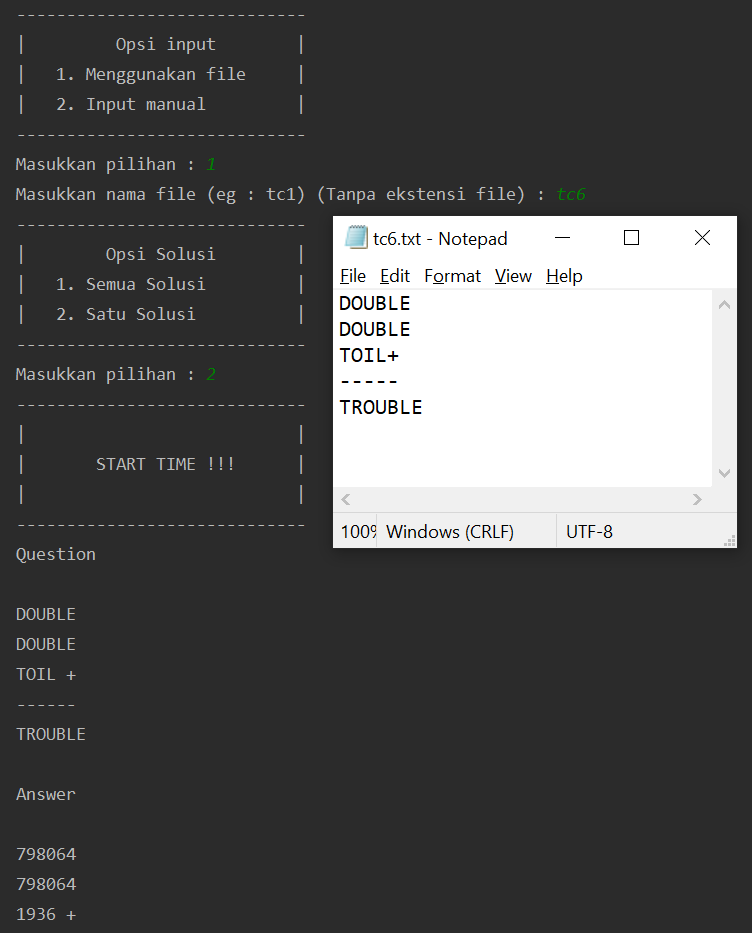 -----------------------------
|         Opsi input        |
|   1. Menggunakan file     |
|   2. Input manual         |
-----------------------------
Masukkan pilihan : 1
Masukkan nama file (eg : tc1) (Tanpa ekstensi file) : tc6
-----------------------------
|        Opsi Solusi        |
|   1. Semua Solusi         |
|   2. Satu Solusi          |
-----------------------------
Masukkan pilihan : 2
-----------------------------
|                           |
|       START TIME !!!      |
|                           |
-----------------------------
Question
DOUBLE
DOUBLE
TOIL +
------
TROUBLE
Answer
798064
798064
1936 +
tc6.txt - Notepad
File Edit Format View Help
DOUBLE
DOUBLE
TOIL+
-----
TROUBLE
100% Windows (CRLF) UTF-8